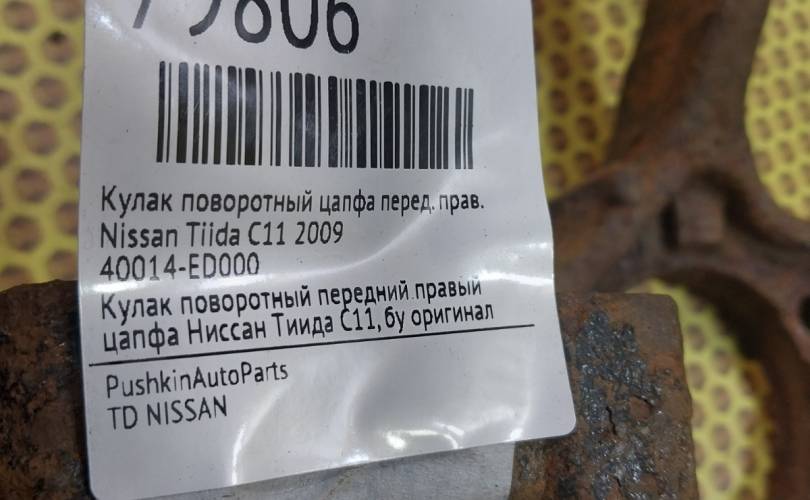 79806
Кулак поворотный цапфа перед. прав.
Nissan Tiida C11 2009
40014-ED000
Кулак поворотный передний правый
цапфа Ниссан Тиида С11, бу оригинал
PushkinAutoParts
TD NISSAN